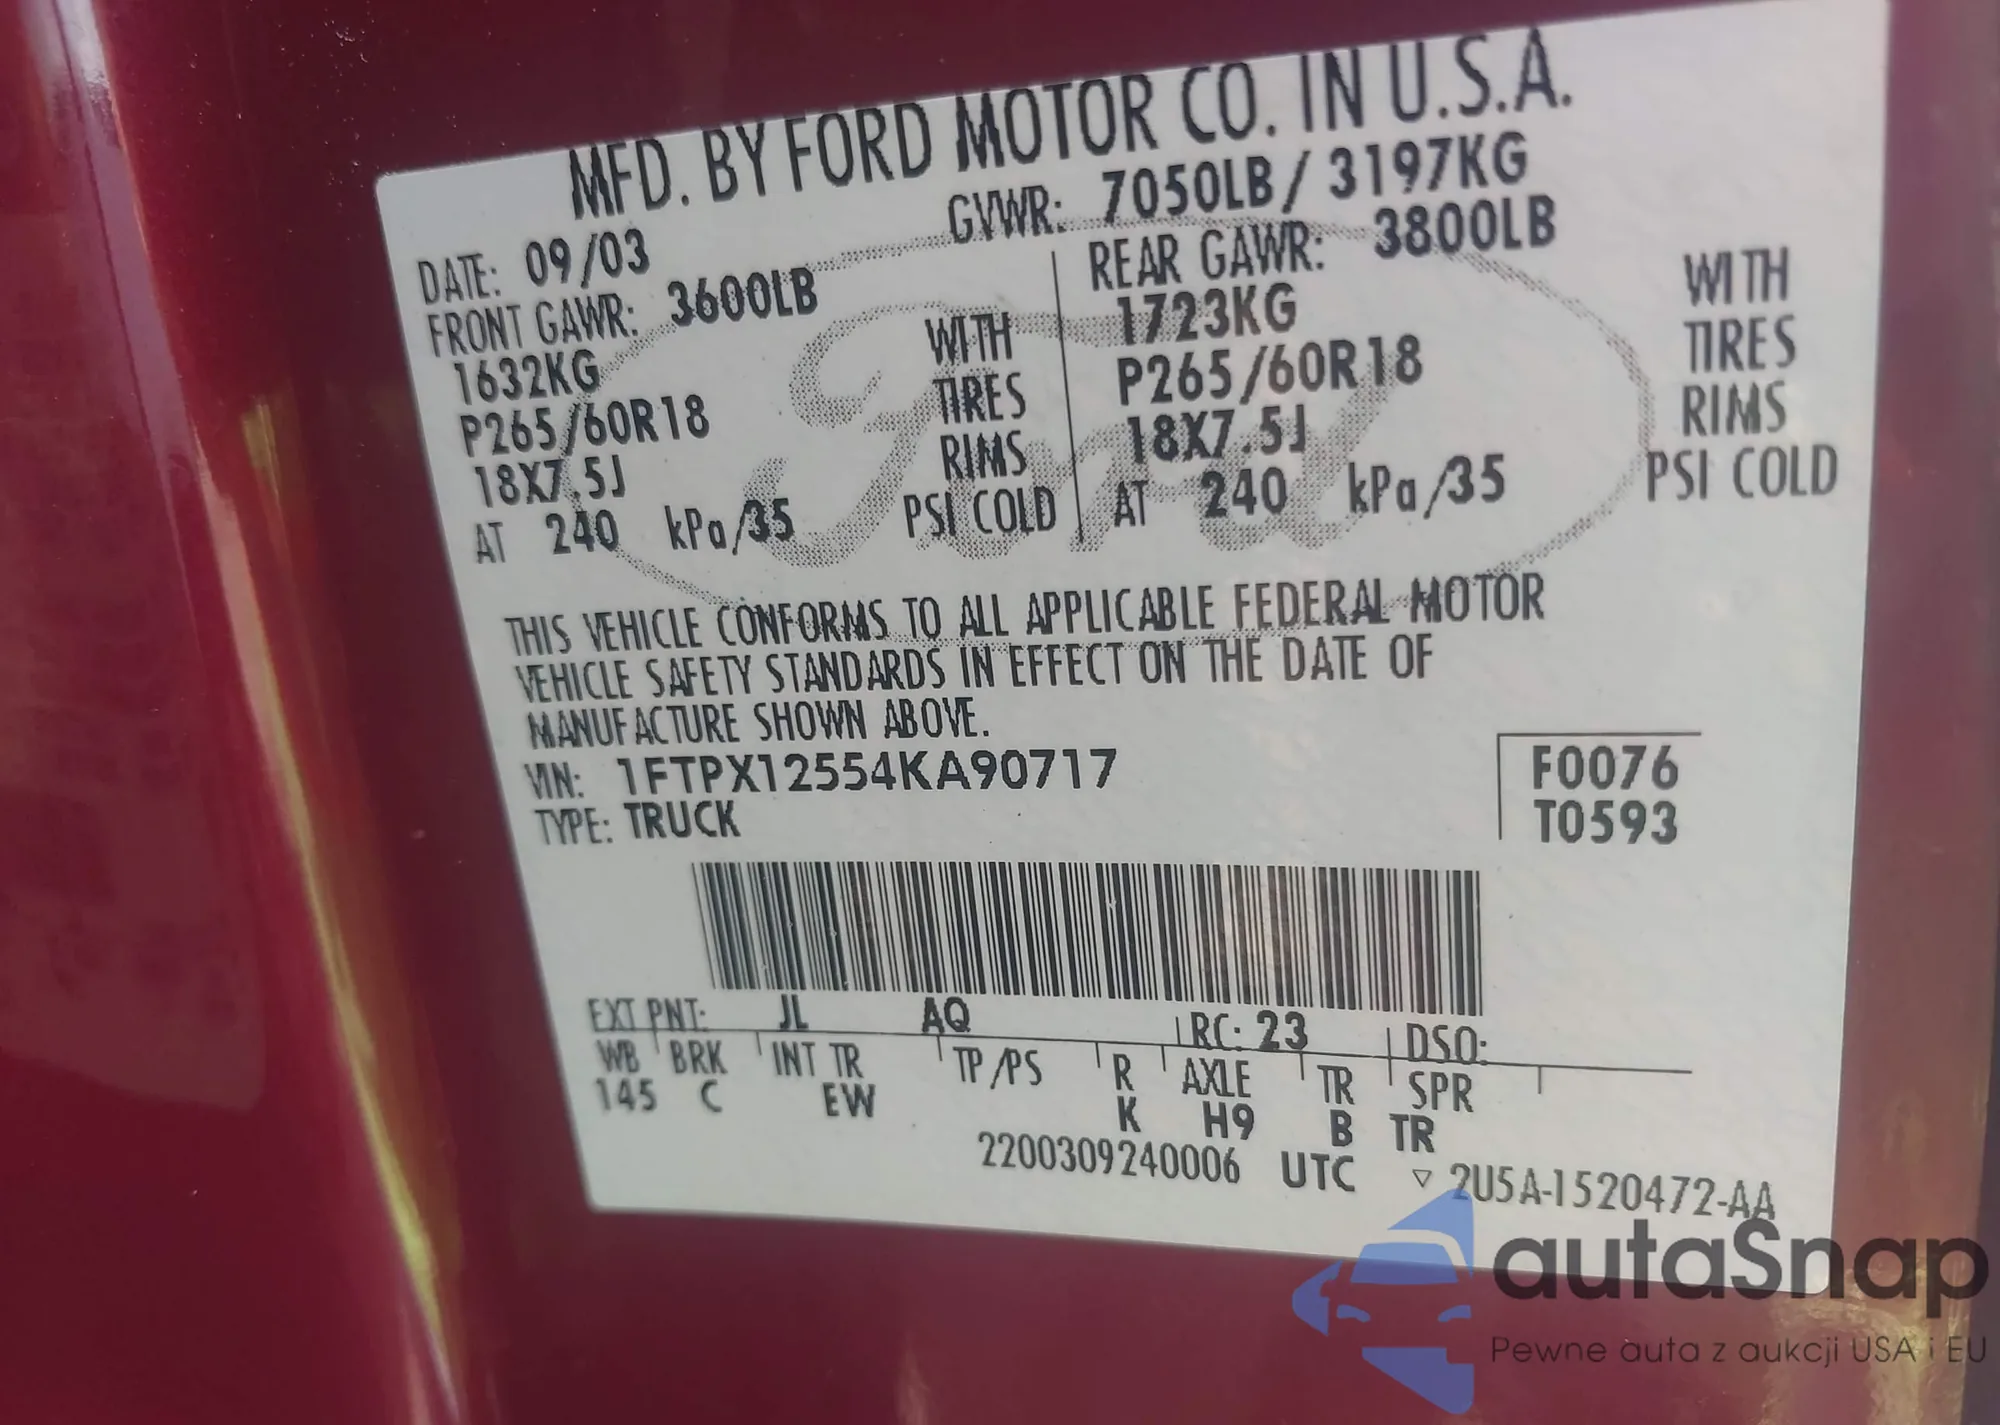 MFD. BY FORD MOTOR CO. IN U.S.A.
DATE: 09/03 GVWR: 7050LB / 3197KG
FRONT GAWR: 3600LB REAR GAWR: 3800LB
1632KG WITH 1723KG WITH
P265/60R18 TIRES P265/60R18 TIRES
18X7.5J RIMS 18X7.5J RIMS
AT 240 kPa/35 PSI COLD AT 240 kPa/35 PSI COLD
Ford
THIS VEHICLE CONFORMS TO ALL APPLICABLE FEDERAL MOTOR
VEHICLE SAFETY STANDARDS IN EFFECT ON THE DATE OF
MANUFACTURE SHOWN ABOVE.
VIN: 1FTPX12554KA90717 F0076
TYPE: TRUCK T0593
EXT PNT: JL AQ RC: 23 DSO:
WB BRK INT TR TP/PS R AXLE TR SPR
145 C EW K H9 B TR
2200309240006 UTC ▽ 2U5A-1520472-AA
autaSnap
Pewne auta z aukcji USA i EU